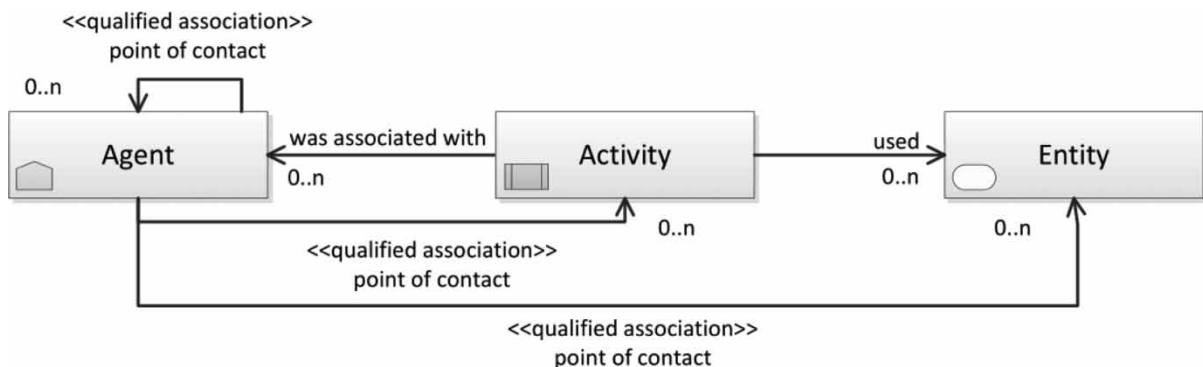 <<qualified association>>
point of contact
0..n
Agent
was associated with
0..n
Activity
used
0..n
Entity
0..n
0..n
<<qualified association>>
point of contact
<<qualified association>>
point of contact